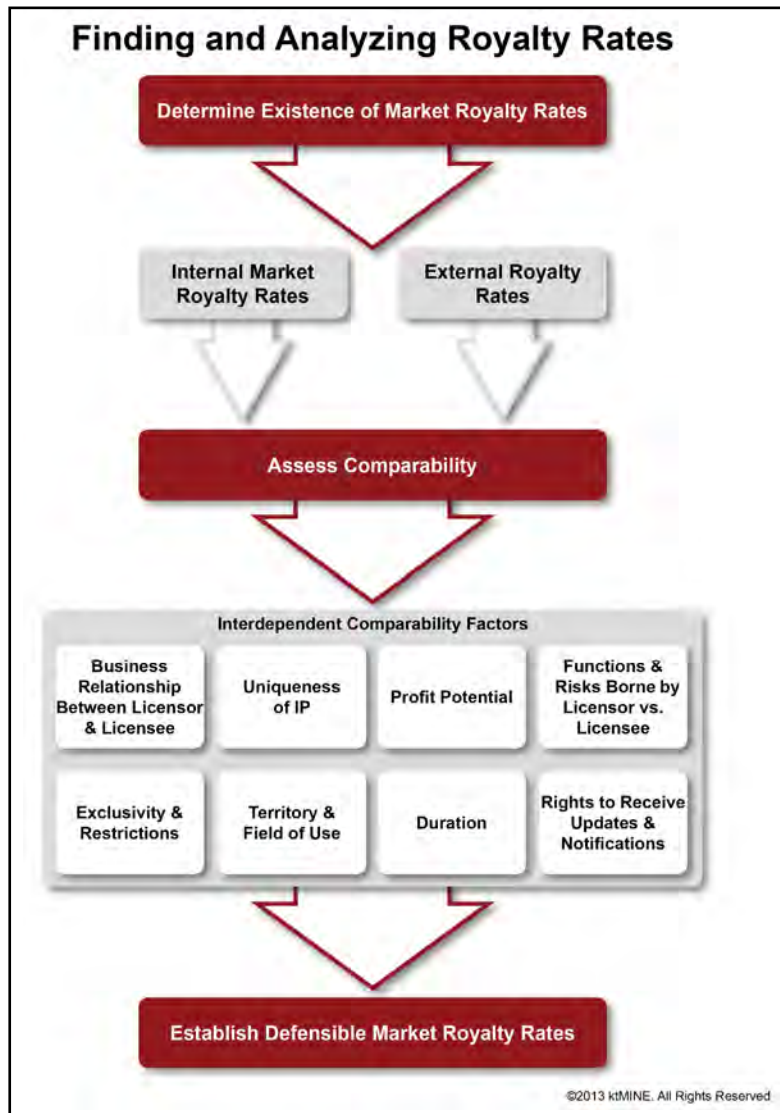 Finding and Analyzing Royalty Rates
Determine Existence of Market Royalty Rates
Internal Market
Royalty Rates
External Royalty
Rates
Assess Comparability
Interdependent Comparability Factors
Business
Relationship
Between Licensor
& Licensee
Uniqueness
of IP
Profit Potential
Functions &
Risks Borne by
Licensor vs.
Licensee
Exclusivity &
Restrictions
Territory &
Field of Use
Duration
Rights to Receive
Updates &
Notifications
Establish Defensible Market Royalty Rates
©2013 ktMINE. All Rights Reserved